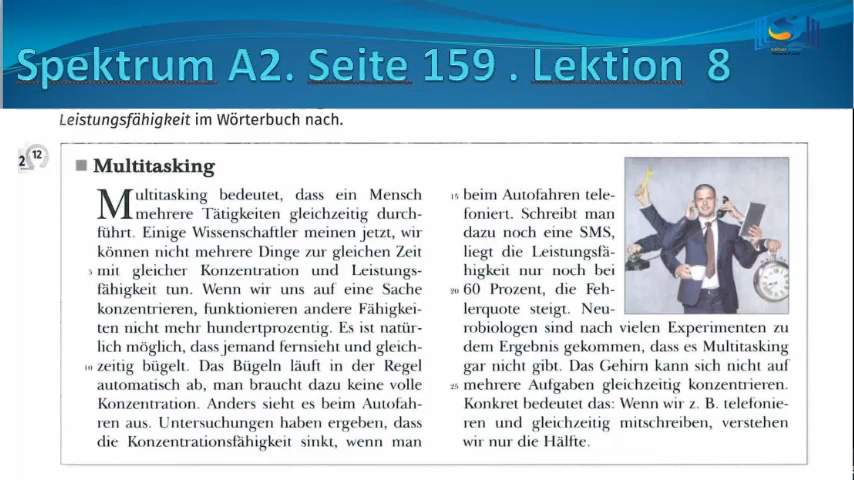 Spektrum A2. Seite 159 . Lektion 8
Leistungsfähigkeit im Wörterbuch nach.
2 12
Multitasking
Multitasking bedeutet, dass ein Mensch
mehrere Tätigkeiten gleichzeitig durch-
führt. Einige Wissenschaftler meinen jetzt, wir
können nicht mehrere Dinge zur gleichen Zeit
5 mit gleicher Konzentration und Leistungs-
fähigkeit tun. Wenn wir uns auf eine Sache
konzentrieren, funktionieren andere Fähigkei-
ten nicht mehr hundertprozentig. Es ist natür-
lich möglich, dass jemand fernsieht und gleich-
10 zeitig bügelt. Das Bügeln läuft in der Regel
automatisch ab, man braucht dazu keine volle
Konzentration. Anders sieht es beim Autofah-
ren aus. Untersuchungen haben ergeben, dass
die Konzentrationsfähigkeit sinkt, wenn man
15 beim Autofahren tele-
foniert. Schreibt man
dazu noch eine SMS,
liegt die Leistungsfä-
higkeit nur noch bei
20 60 Prozent, die Feh-
lerquote steigt. Neu-
robiologen sind nach vielen Experimenten zu
dem Ergebnis gekommen, dass es Multitasking
gar nicht gibt. Das Gehirn kann sich nicht auf
25 mehrere Aufgaben gleichzeitig konzentrieren.
Konkret bedeutet das: Wenn wir z. B. telefonie-
ren und gleichzeitig mitschreiben, verstehen
wir nur die Hälfte.